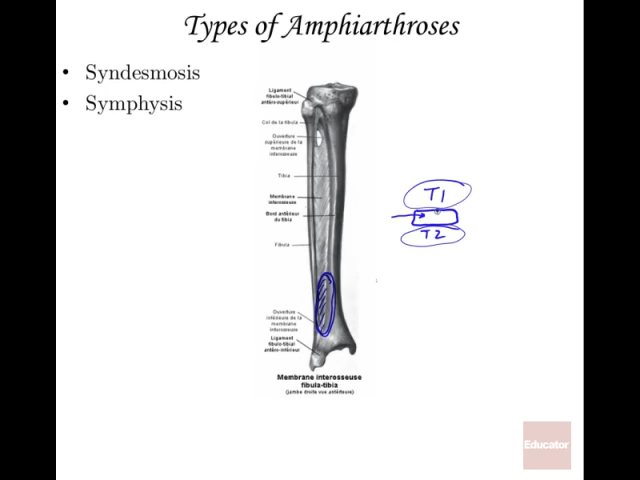 Types of Amphiarthroses
• Syndesmosis
• Symphysis
Ligament
fibulo-tibial
antéro-supérieur
Col de la fibula
Ouverture
supérieure de la
membrane
interosseuse
Tibia
Membrane
interosseuse
Bord antérieur
du tibia
Fibula
Ouverture
inférieure de la
membrane
interosseuse
Ligament
fibulo-tibial
antéro-inférieur
Membrane interosseuse
fibula-tibia
(jambe droite vue antérieure)
T1
T2
Educator